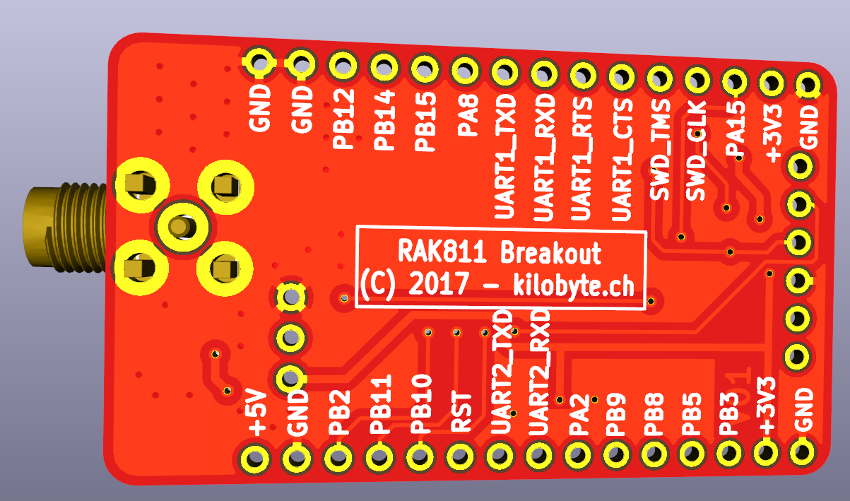 GND
GND
PB12
PB14
PB15
PA8
UART1_TXD
UART1_RXD
UART1_RTS
UART1_CTS
SWD_TMS
SWD_CLK
PA15
+3V3
GND
RAK811 Breakout
(C) 2017 - kilobyte.ch
+5V
GND
PB2
PB11
PB10
RST
UART2_TXD
UART2_RXD
PA2
PB9
PB8
PB5
PB3
+3V3
GND